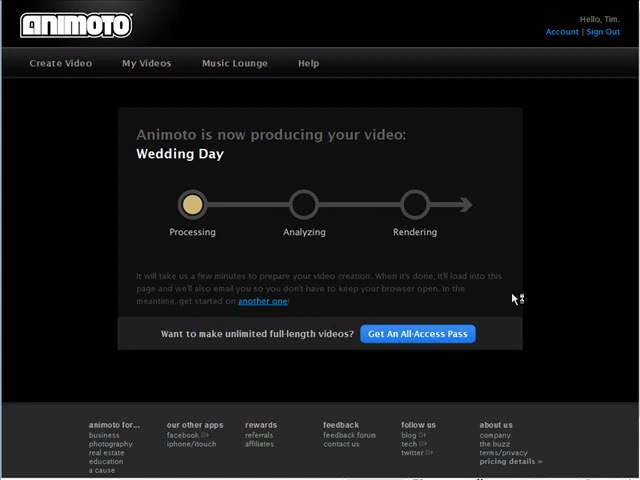 ANIMOTO
Hello, Tim.
Account | Sign Out
Create Video My Videos Music Lounge Help
Animoto is now producing your video:
Wedding Day
Processing Analyzing Rendering
It will take us a few minutes to prepare your video creation. When it's done, it'll load into this
page and we'll also email you so you don't have to keep your browser open. In the
meantime, get started on another one!
Want to make unlimited full-length videos? Get An All-Access Pass
animoto for... our other apps rewards feedback follow us about us
business facebook referrals feedback forum blog company
photography iphone/itouch affiliates contact us tech the buzz
real estate twitter terms/privacy
education pricing details »
a cause